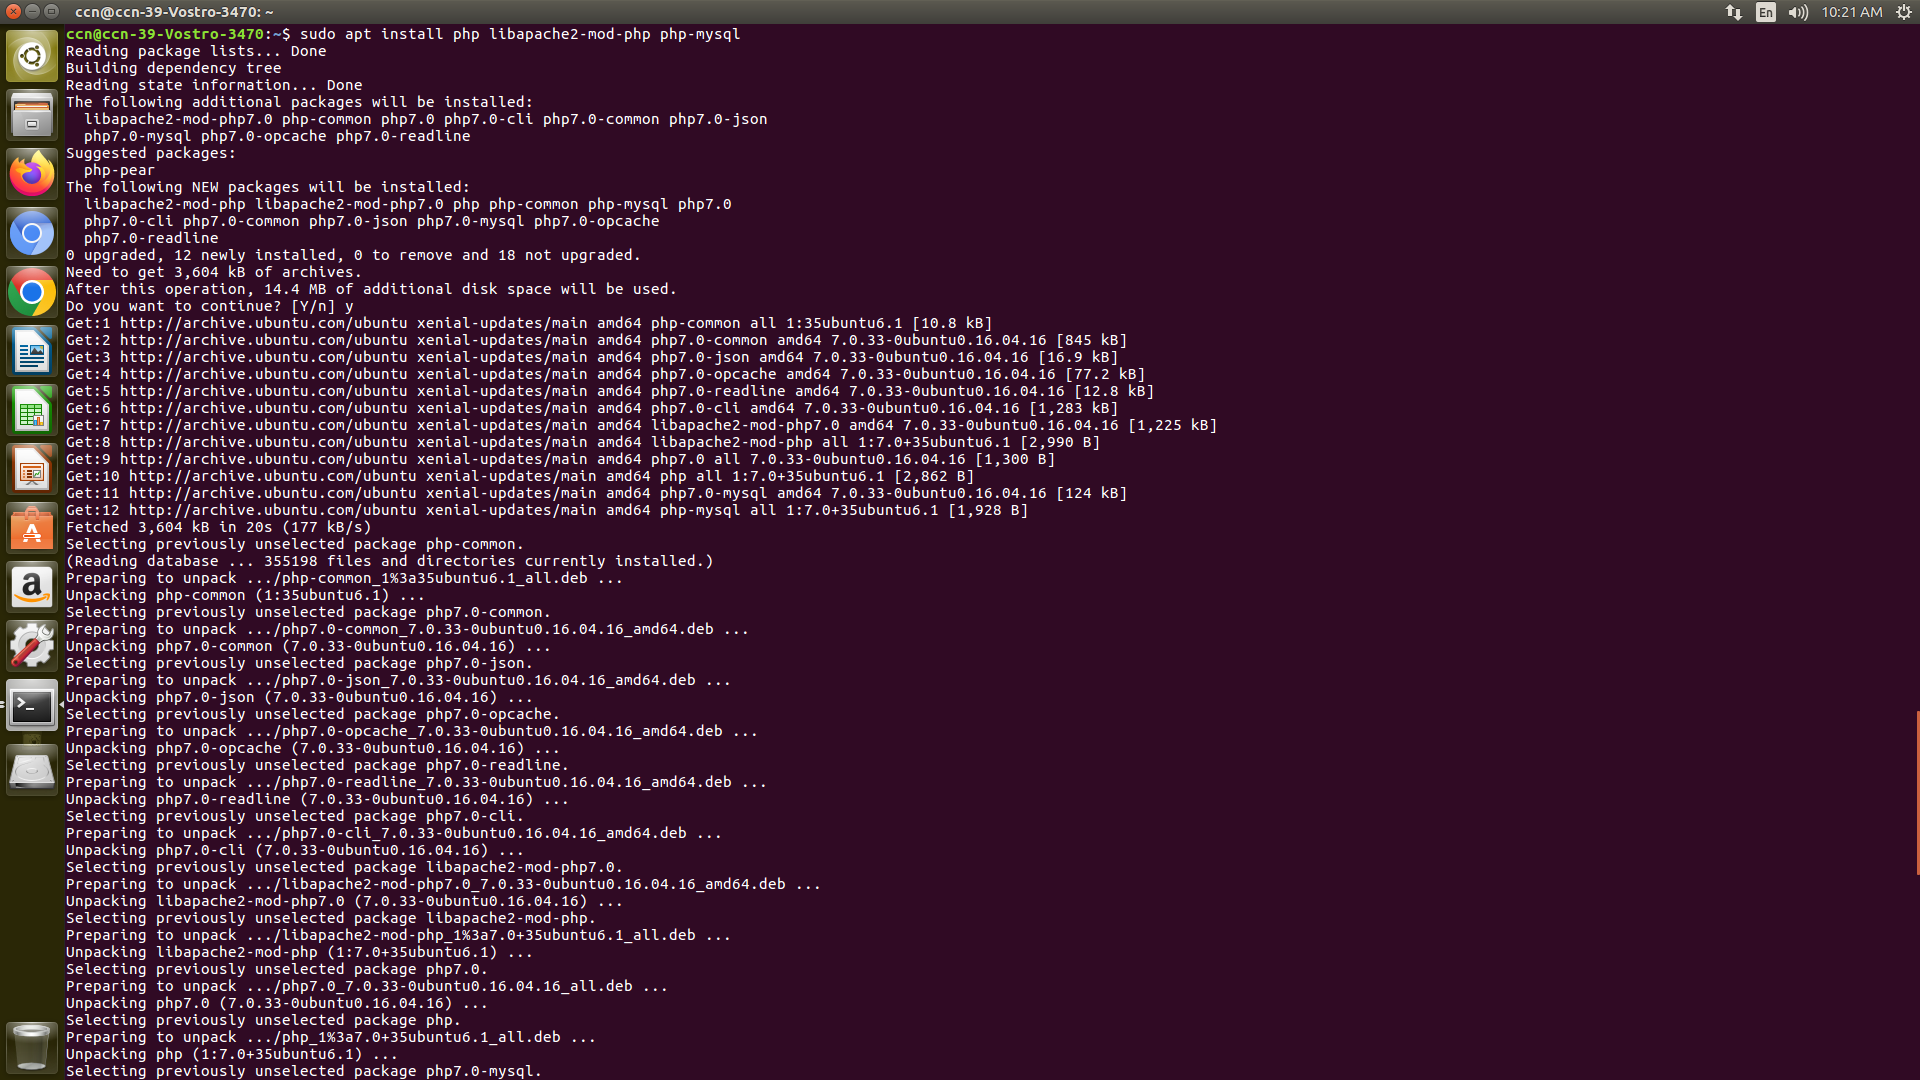 ccn@ccn-39-Vostro-3470: ~
En
10:21 AM
ccn@ccn-39-Vostro-3470:~$ sudo apt install php libapache2-mod-php php-mysql
Reading package lists... Done
Building dependency tree
Reading state information... Done
The following additional packages will be installed:
  libapache2-mod-php7.0 php-common php7.0 php7.0-cli php7.0-common php7.0-json
  php7.0-mysql php7.0-opcache php7.0-readline
Suggested packages:
  php-pear
The following NEW packages will be installed:
  libapache2-mod-php libapache2-mod-php7.0 php php-common php-mysql php7.0
  php7.0-cli php7.0-common php7.0-json php7.0-mysql php7.0-opcache
  php7.0-readline
0 upgraded, 12 newly installed, 0 to remove and 18 not upgraded.
Need to get 3,604 kB of archives.
After this operation, 14.4 MB of additional disk space will be used.
Do you want to continue? [Y/n] y
Get:1 http://archive.ubuntu.com/ubuntu xenial-updates/main amd64 php-common all 1:35ubuntu6.1 [10.8 kB]
Get:2 http://archive.ubuntu.com/ubuntu xenial-updates/main amd64 php7.0-common amd64 7.0.33-0ubuntu0.16.04.16 [845 kB]
Get:3 http://archive.ubuntu.com/ubuntu xenial-updates/main amd64 php7.0-json amd64 7.0.33-0ubuntu0.16.04.16 [16.9 kB]
Get:4 http://archive.ubuntu.com/ubuntu xenial-updates/main amd64 php7.0-opcache amd64 7.0.33-0ubuntu0.16.04.16 [77.2 kB]
Get:5 http://archive.ubuntu.com/ubuntu xenial-updates/main amd64 php7.0-readline amd64 7.0.33-0ubuntu0.16.04.16 [12.8 kB]
Get:6 http://archive.ubuntu.com/ubuntu xenial-updates/main amd64 php7.0-cli amd64 7.0.33-0ubuntu0.16.04.16 [1,283 kB]
Get:7 http://archive.ubuntu.com/ubuntu xenial-updates/main amd64 libapache2-mod-php7.0 amd64 7.0.33-0ubuntu0.16.04.16 [1,225 kB]
Get:8 http://archive.ubuntu.com/ubuntu xenial-updates/main amd64 libapache2-mod-php all 1:7.0+35ubuntu6.1 [2,990 B]
Get:9 http://archive.ubuntu.com/ubuntu xenial-updates/main amd64 php7.0 all 7.0.33-0ubuntu0.16.04.16 [1,300 B]
Get:10 http://archive.ubuntu.com/ubuntu xenial-updates/main amd64 php all 1:7.0+35ubuntu6.1 [2,862 B]
Get:11 http://archive.ubuntu.com/ubuntu xenial-updates/main amd64 php7.0-mysql amd64 7.0.33-0ubuntu0.16.04.16 [124 kB]
Get:12 http://archive.ubuntu.com/ubuntu xenial-updates/main amd64 php-mysql all 1:7.0+35ubuntu6.1 [1,928 B]
Fetched 3,604 kB in 20s (177 kB/s)
Selecting previously unselected package php-common.
(Reading database ... 355198 files and directories currently installed.)
Preparing to unpack .../php-common_1%3a35ubuntu6.1_all.deb ...
Unpacking php-common (1:35ubuntu6.1) ...
Selecting previously unselected package php7.0-common.
Preparing to unpack .../php7.0-common_7.0.33-0ubuntu0.16.04.16_amd64.deb ...
Unpacking php7.0-common (7.0.33-0ubuntu0.16.04.16) ...
Selecting previously unselected package php7.0-json.
Preparing to unpack .../php7.0-json_7.0.33-0ubuntu0.16.04.16_amd64.deb ...
Unpacking php7.0-json (7.0.33-0ubuntu0.16.04.16) ...
Selecting previously unselected package php7.0-opcache.
Preparing to unpack .../php7.0-opcache_7.0.33-0ubuntu0.16.04.16_amd64.deb ...
Unpacking php7.0-opcache (7.0.33-0ubuntu0.16.04.16) ...
Selecting previously unselected package php7.0-readline.
Preparing to unpack .../php7.0-readline_7.0.33-0ubuntu0.16.04.16_amd64.deb ...
Unpacking php7.0-readline (7.0.33-0ubuntu0.16.04.16) ...
Selecting previously unselected package php7.0-cli.
Preparing to unpack .../php7.0-cli_7.0.33-0ubuntu0.16.04.16_amd64.deb ...
Unpacking php7.0-cli (7.0.33-0ubuntu0.16.04.16) ...
Selecting previously unselected package libapache2-mod-php7.0.
Preparing to unpack .../libapache2-mod-php7.0_7.0.33-0ubuntu0.16.04.16_amd64.deb ...
Unpacking libapache2-mod-php7.0 (7.0.33-0ubuntu0.16.04.16) ...
Selecting previously unselected package libapache2-mod-php.
Preparing to unpack .../libapache2-mod-php_1%3a7.0+35ubuntu6.1_all.deb ...
Unpacking libapache2-mod-php (1:7.0+35ubuntu6.1) ...
Selecting previously unselected package php7.0.
Preparing to unpack .../php7.0_7.0.33-0ubuntu0.16.04.16_all.deb ...
Unpacking php7.0 (7.0.33-0ubuntu0.16.04.16) ...
Selecting previously unselected package php.
Preparing to unpack .../php_1%3a7.0+35ubuntu6.1_all.deb ...
Unpacking php (1:7.0+35ubuntu6.1) ...
Selecting previously unselected package php7.0-mysql.